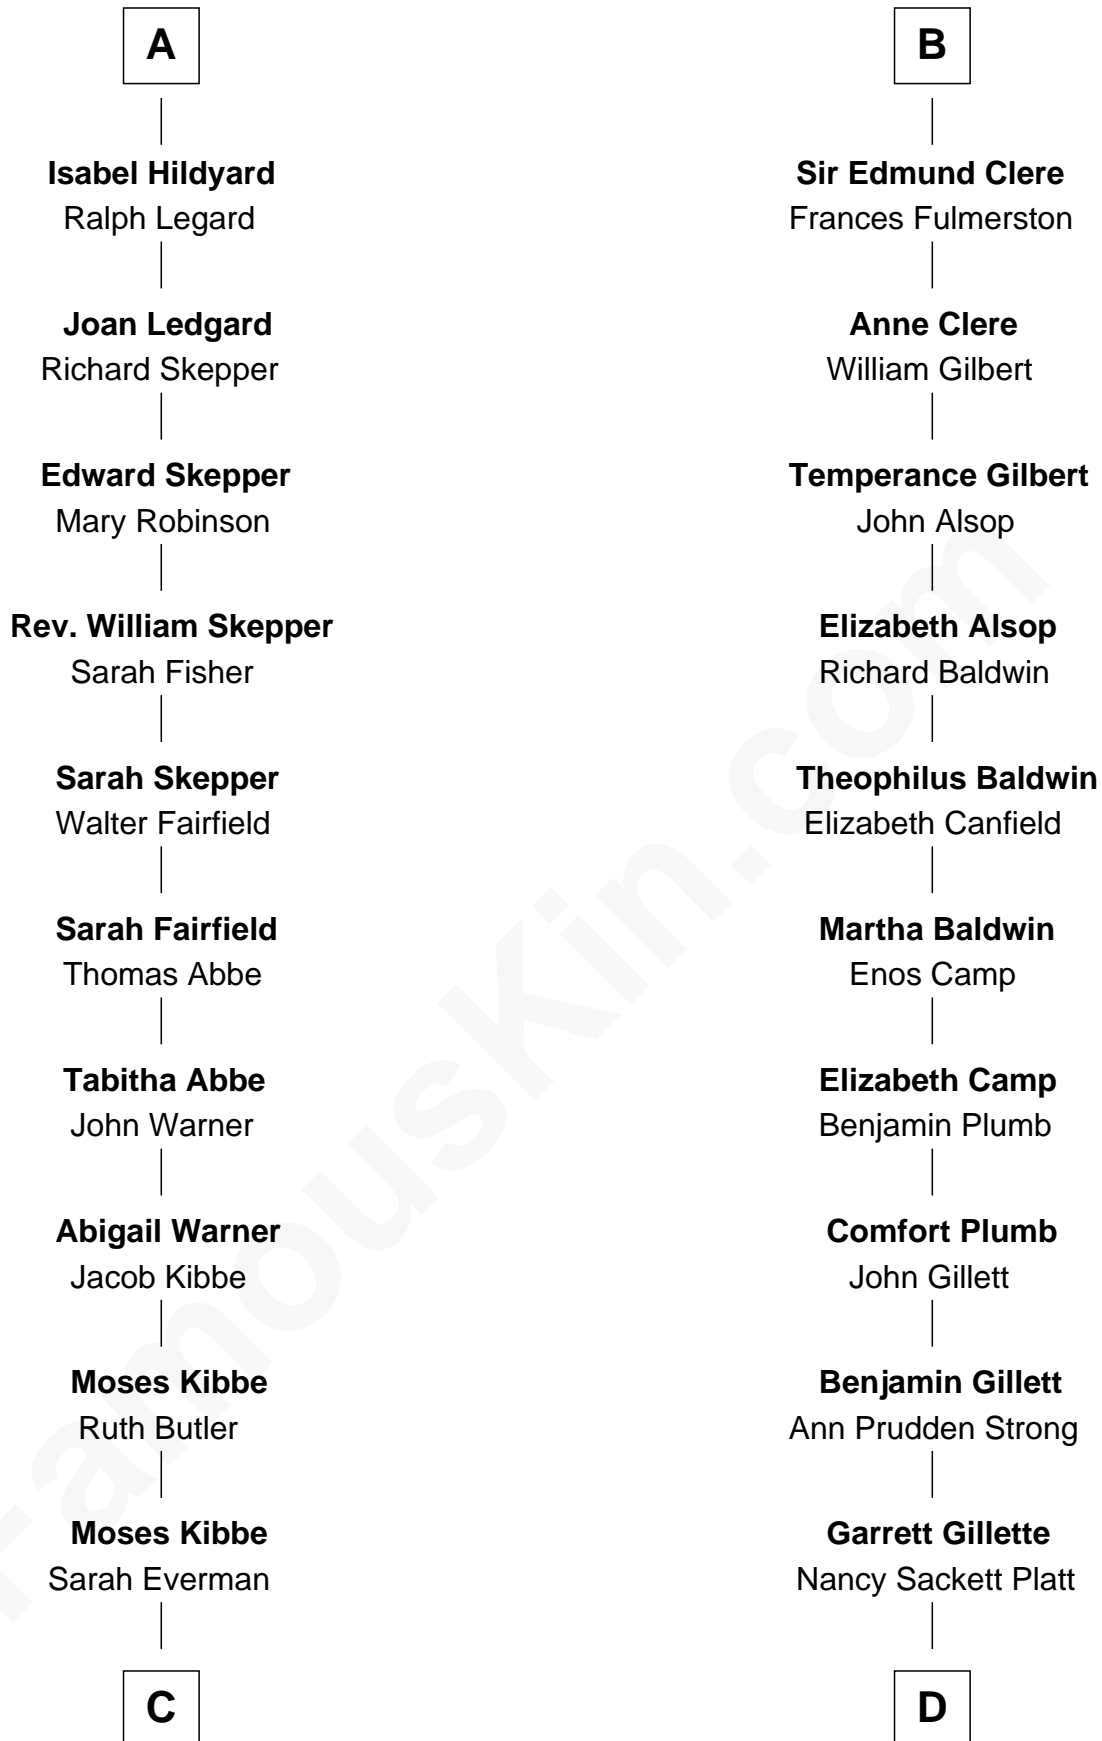 A
Isabel Hildyard
Ralph Legard
Joan Ledgard
Richard Skepper
Edward Skepper
Mary Robinson
Rev. William Skepper
Sarah Fisher
Sarah Skepper
Walter Fairfield
Sarah Fairfield
Thomas Abbe
Tabitha Abbe
John Warner
Abigail Warner
Jacob Kibbe
Moses Kibbe
Ruth Butler
Moses Kibbe
Sarah Everman
C
B
Sir Edmund Clere
Frances Fulmerston
Anne Clere
William Gilbert
Temperance Gilbert
John Alsop
Elizabeth Alsop
Richard Baldwin
Theophilus Baldwin
Elizabeth Canfield
Martha Baldwin
Enos Camp
Elizabeth Camp
Benjamin Plumb
Comfort Plumb
John Gillett
Benjamin Gillett
Ann Prudden Strong
Garrett Gillette
Nancy Sackett Platt
D
FamousKin.com